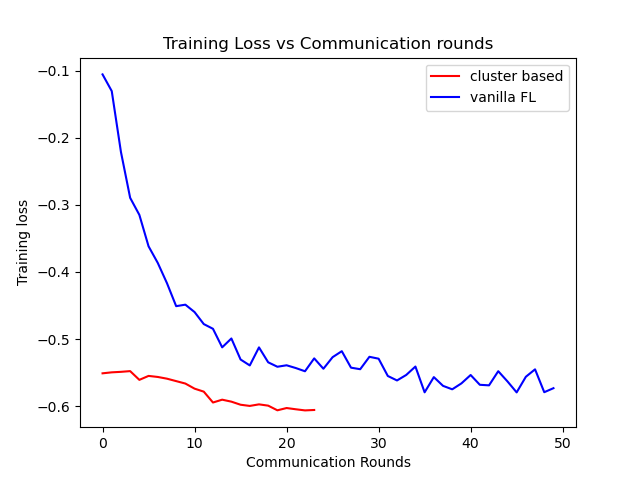 Training Loss vs Communication rounds
cluster based
vanilla FL
−0.1
−0.2
−0.3
−0.4
−0.5
−0.6
Training loss
0 10 20 30 40 50
Communication Rounds